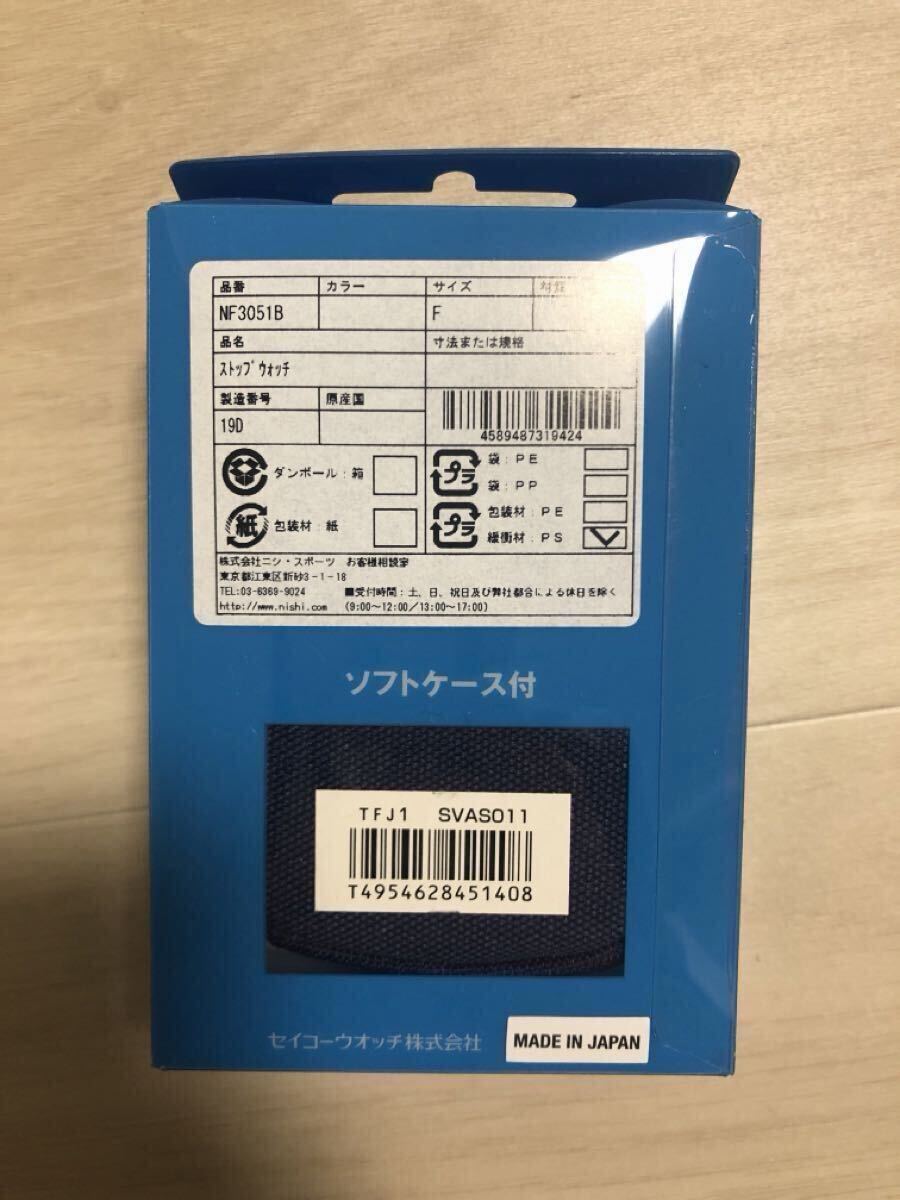 品番 カラー サイズ 材質
NF3051B F
品名 寸法または規格
ストップウォッチ
製造番号 原産国
19D
4589487319424
ダンボール：箱
プラ 袋：PE
袋：PP
紙 包装材：紙
プラ 包装材：PE
緩衝材：PS
株式会社ニシ・スポーツ お客様相談室
東京都江東区新砂3-1-18
TEL:03-6369-9024 ■受付時間：土、日、祝日及び弊社都合による休日を除く
http://www.nishi.com (9:00～12:00／13:00～17:00)
ソフトケース付
TFJ1 SVAS011
T4954628451408
セイコーウオッチ株式会社
MADE IN JAPAN